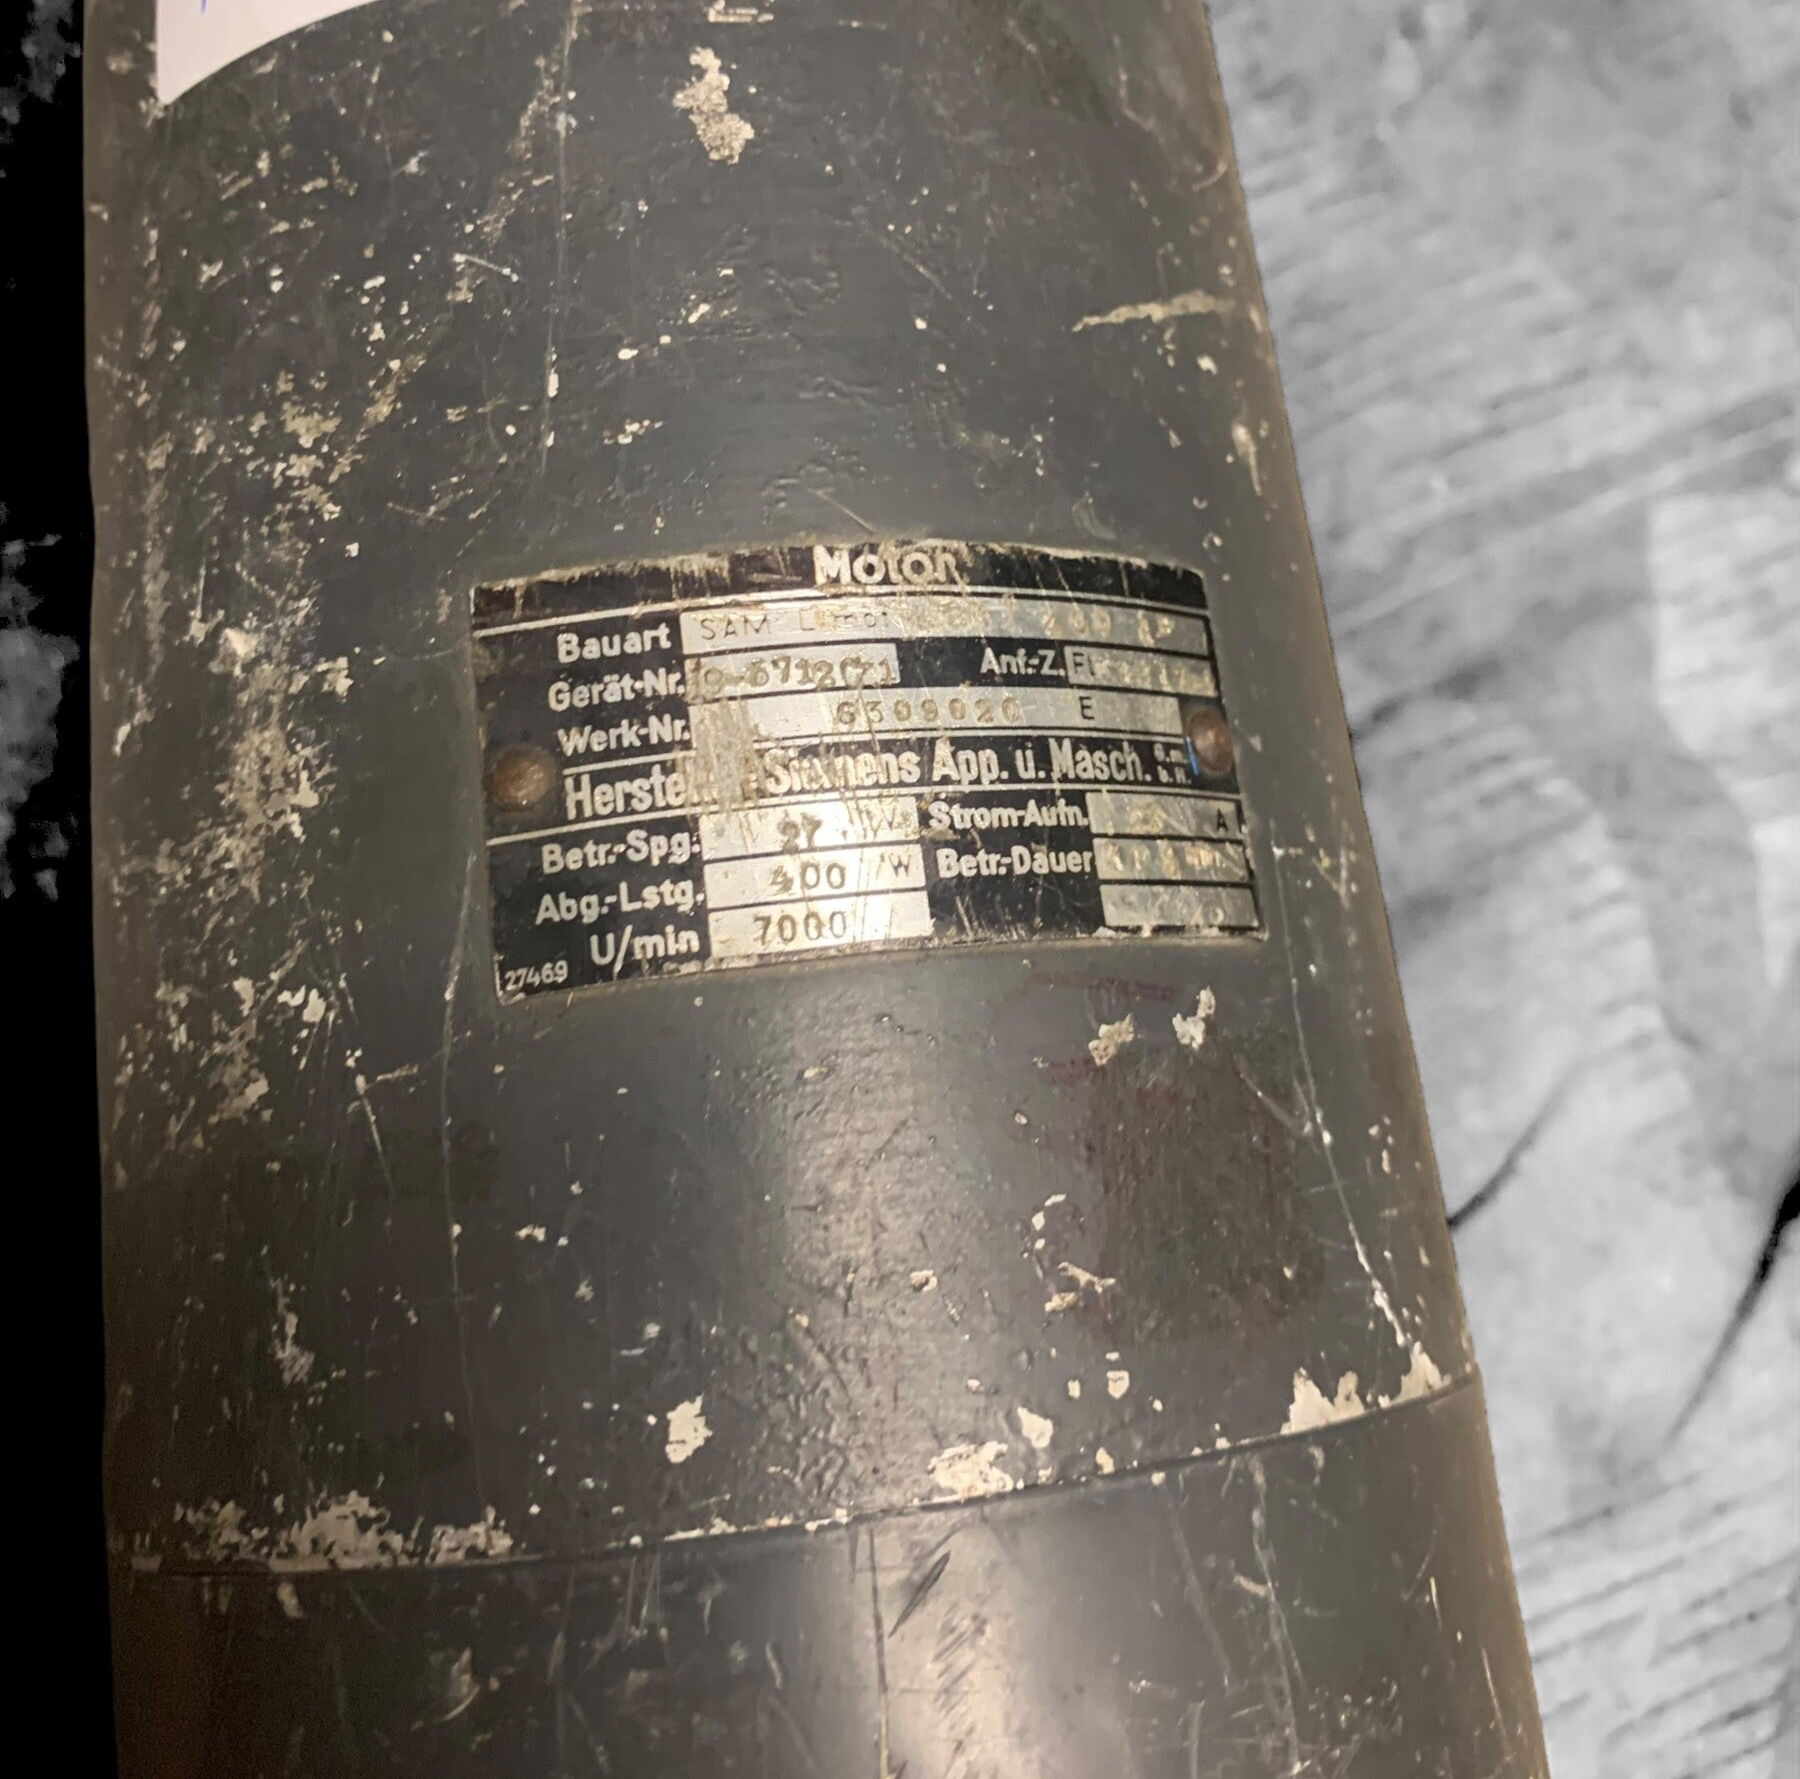 Motor
Bauart SAM
Gerät-Nr. Anf.-Z.
Werk-Nr. 6309020 E
Siemens App. u. Masch. G.m. b.H.
Betr.-Spg. 27 Strom-Aufn. A
Abg.-Lstg. 400 W Betr.-Dauer
U/min 7000
27469